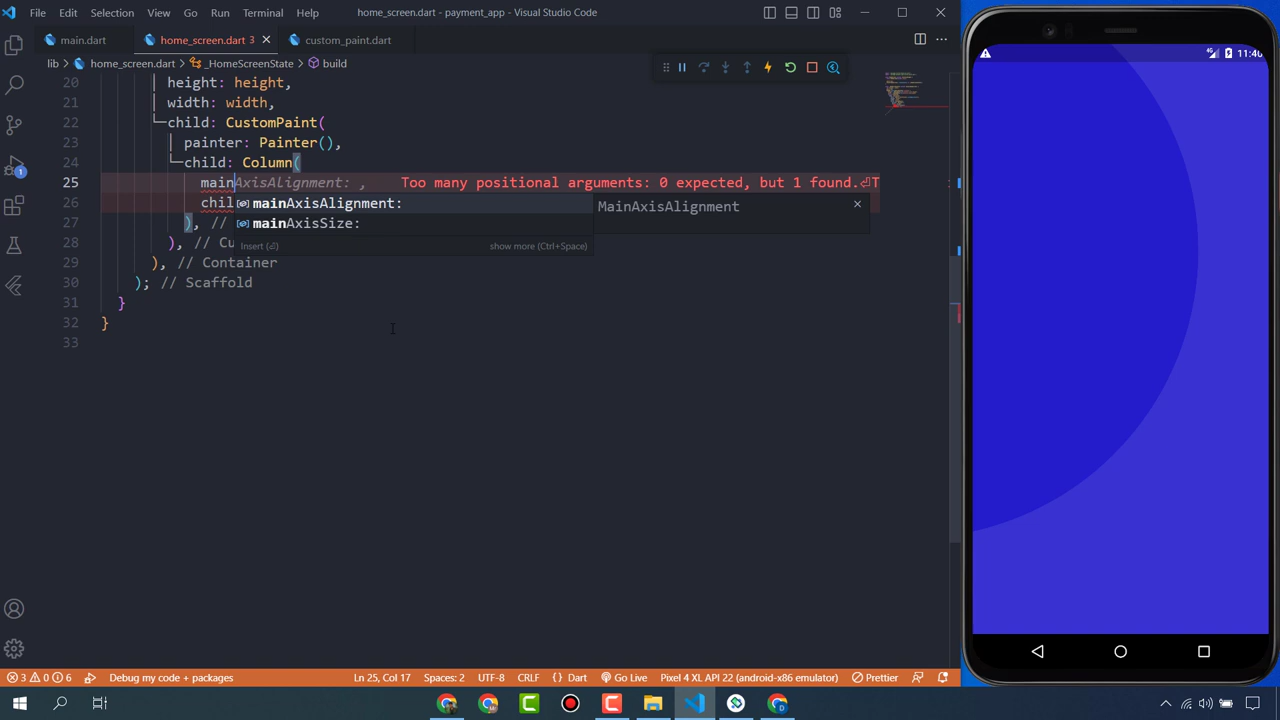 File Edit Selection View Go Run Terminal Help home_screen.dart - payment_app - Visual Studio Code
main.dart home_screen.dart 3 custom_paint.dart
lib > home_screen.dart > _HomeScreenState > build
20 height: height,
21 width: width,
22 child: CustomPaint(
23 painter: Painter(),
24 child: Column(
25 mainAxisAlignment: , Too many positional arguments: 0 expected, but 1 found.⏎T
26 chil mainAxisAlignment: MainAxisAlignment
27 ), // mainAxisSize:
28 ), // Cu Insert (⏎) show more (Ctrl+Space)
29 ), // Container
30 ); // Scaffold
31 }
32 }
33
1
11:40
4G
3 0 6 Debug my code + packages Ln 25, Col 17 Spaces: 2 UTF-8 CRLF {} Dart Go Live Pixel 4 XL API 22 (android-x86 emulator) Prettier